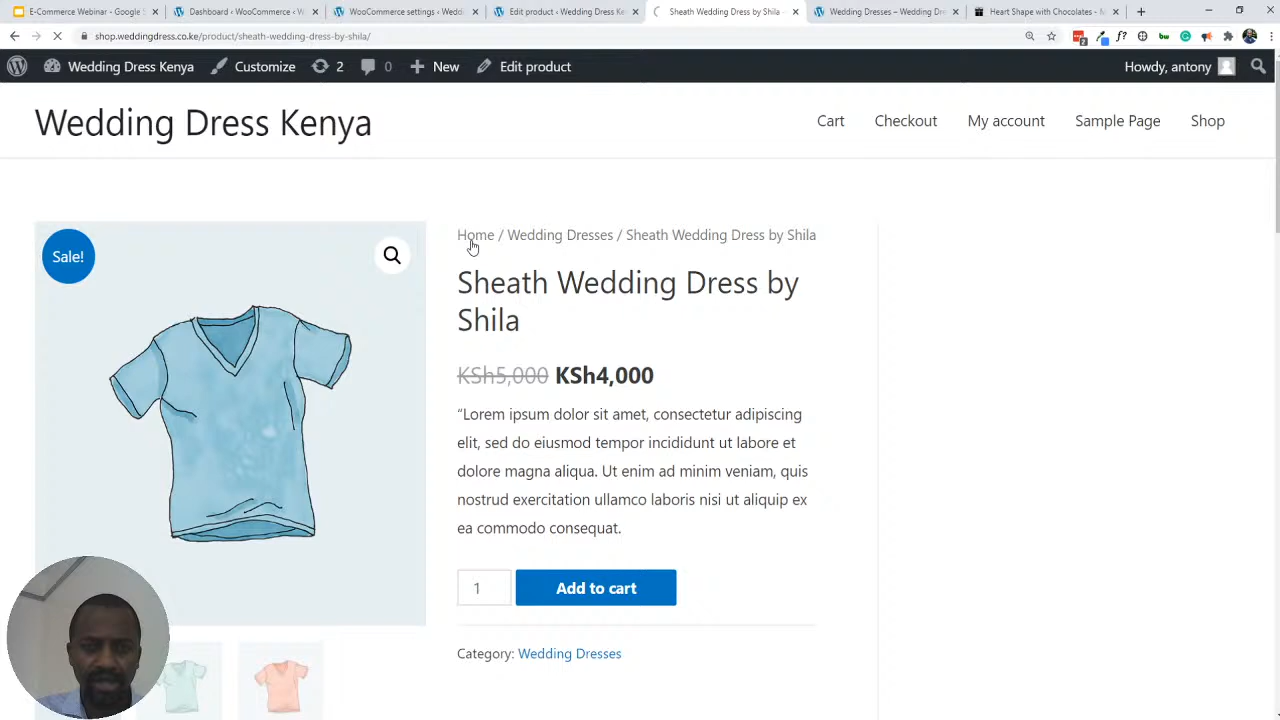 E-Commerce Webinar - Google S
Dashboard ‹ WooCommerce ‹ W
WooCommerce settings ‹ Weddi
Edit product ‹ Wedding Dress Ke
Sheath Wedding Dress by Shila
Wedding Dresses – Wedding Dre
Heart Shape with Chocolates - M
shop.weddingdress.co.ke/product/sheath-wedding-dress-by-shila/
Wedding Dress Kenya
Customize
2
0
New
Edit product
Howdy, antony
Wedding Dress Kenya
Cart
Checkout
My account
Sample Page
Shop
Sale!
Home / Wedding Dresses / Sheath Wedding Dress by Shila
Sheath Wedding Dress by
Shila
KSh5,000 KSh4,000
“Lorem ipsum dolor sit amet, consectetur adipiscing
elit, sed do eiusmod tempor incididunt ut labore et
dolore magna aliqua. Ut enim ad minim veniam, quis
nostrud exercitation ullamco laboris nisi ut aliquip ex
ea commodo consequat.
1
Add to cart
Category: Wedding Dresses